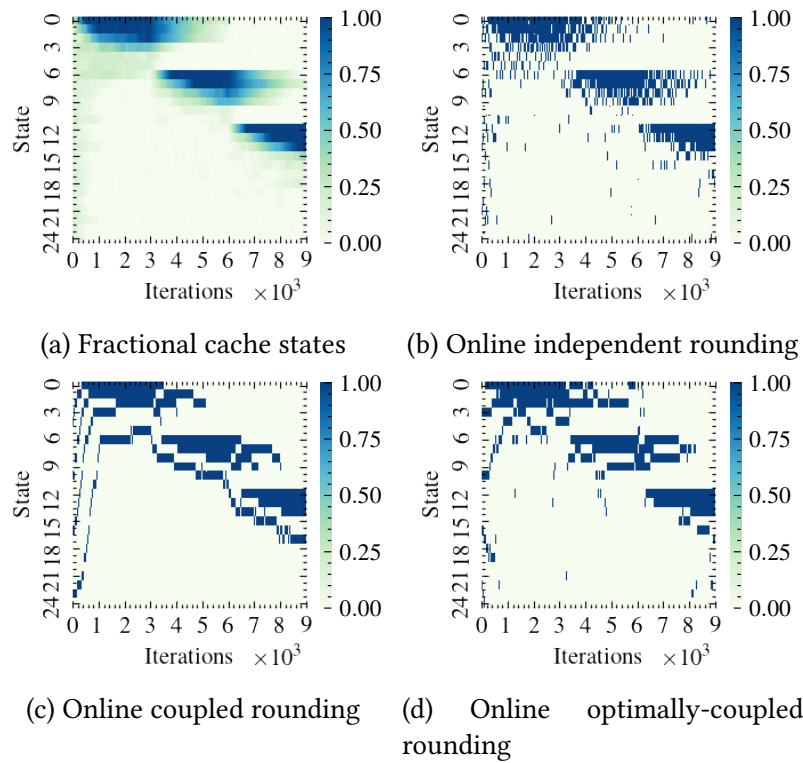 0 3 6 9 12 15 18 21 24
State
0 1 2 3 4 5 6 7 8 9
Iterations ×10³
1.00 0.75 0.50 0.25 0.00
(a) Fractional cache states
0 3 6 9 12 15 18 21 24
State
0 1 2 3 4 5 6 7 8 9
Iterations ×10³
1.00 0.75 0.50 0.25 0.00
(b) Online independent rounding
0 3 6 9 12 15 18 21 24
State
0 1 2 3 4 5 6 7 8 9
Iterations ×10³
1.00 0.75 0.50 0.25 0.00
(c) Online coupled rounding
0 3 6 9 12 15 18 21 24
State
0 1 2 3 4 5 6 7 8 9
Iterations ×10³
1.00 0.75 0.50 0.25 0.00
(d) Online optimally-coupled
rounding